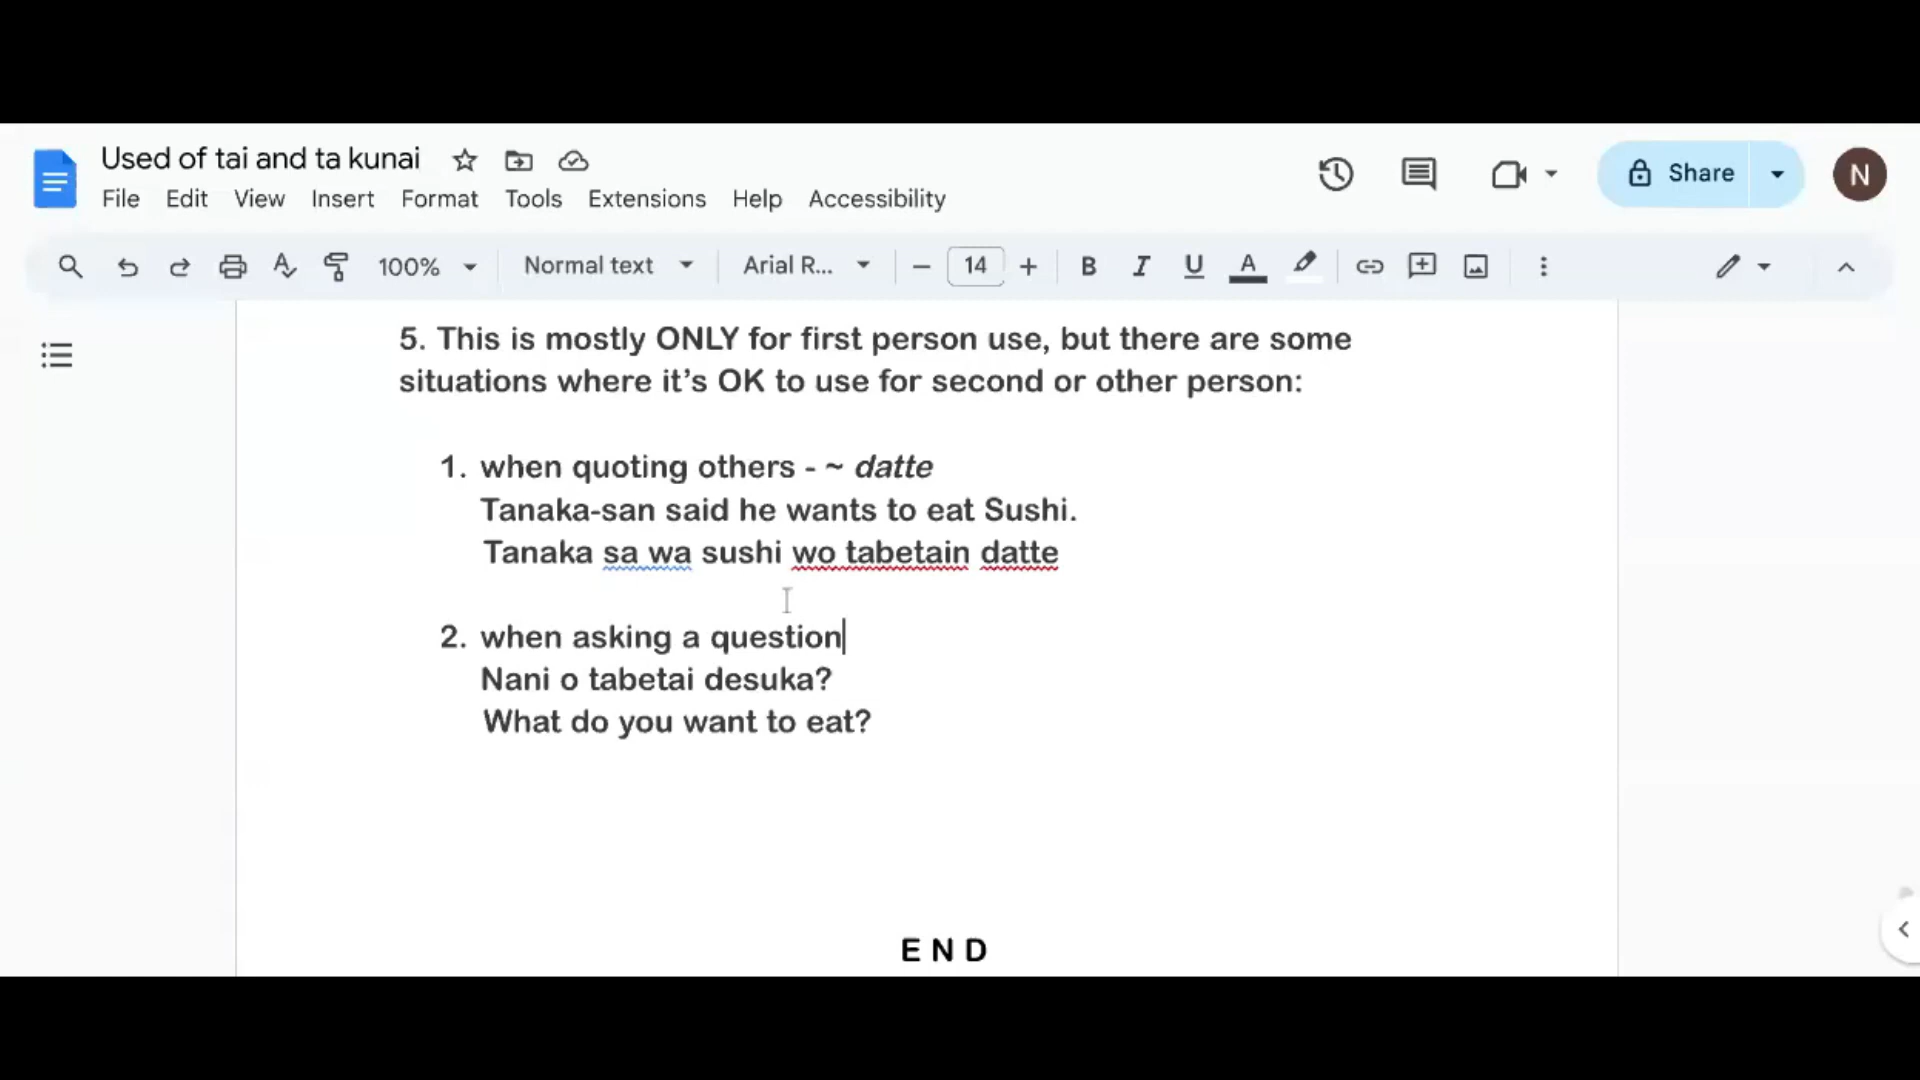 Used of tai and ta kunai
File Edit View Insert Format Tools Extensions Help Accessibility
Share
N
100% Normal text Arial R... 14 B I U A
5. This is mostly ONLY for first person use, but there are some
situations where it’s OK to use for second or other person:
1. when quoting others - ~ datte
Tanaka-san said he wants to eat Sushi.
Tanaka sa wa sushi wo tabetain datte
2. when asking a question
Nani o tabetai desuka?
What do you want to eat?
E N D